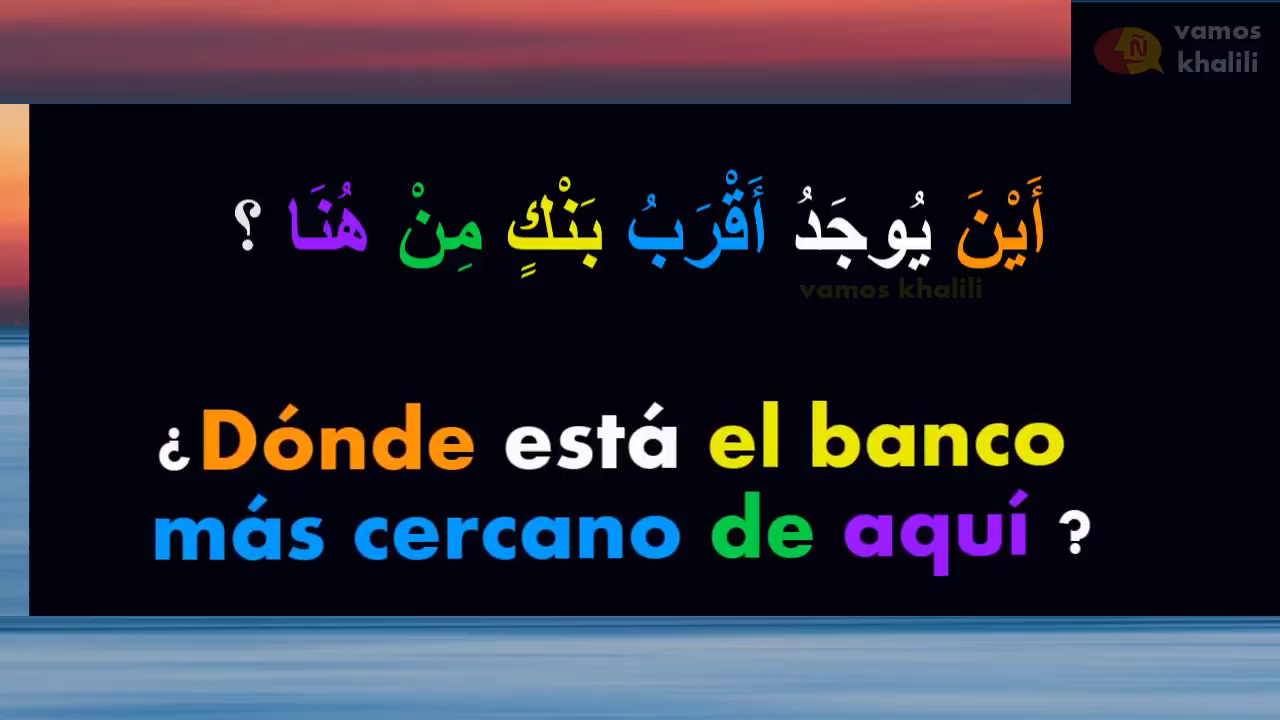 vamos
khalili
أَيْنَ يُوجَدُ أَقْرَبُ بَنْكٍ مِنْ هُنَا ؟
vamos khalili
¿Dónde está el banco
más cercano de aquí ?